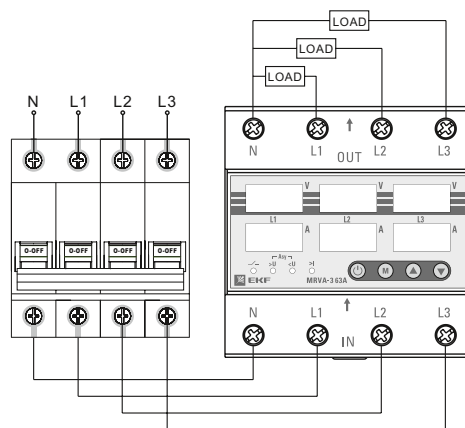 LOAD
LOAD
LOAD
N L1 L2 L3
N L1 L2 L3
OUT
V V V
L1 L2 L3
A A A
0-OFF 0-OFF 0-OFF 0-OFF
Asy
>U <U >I
M
EKF MRVA-3 63A
N L1 L2 L3
IN